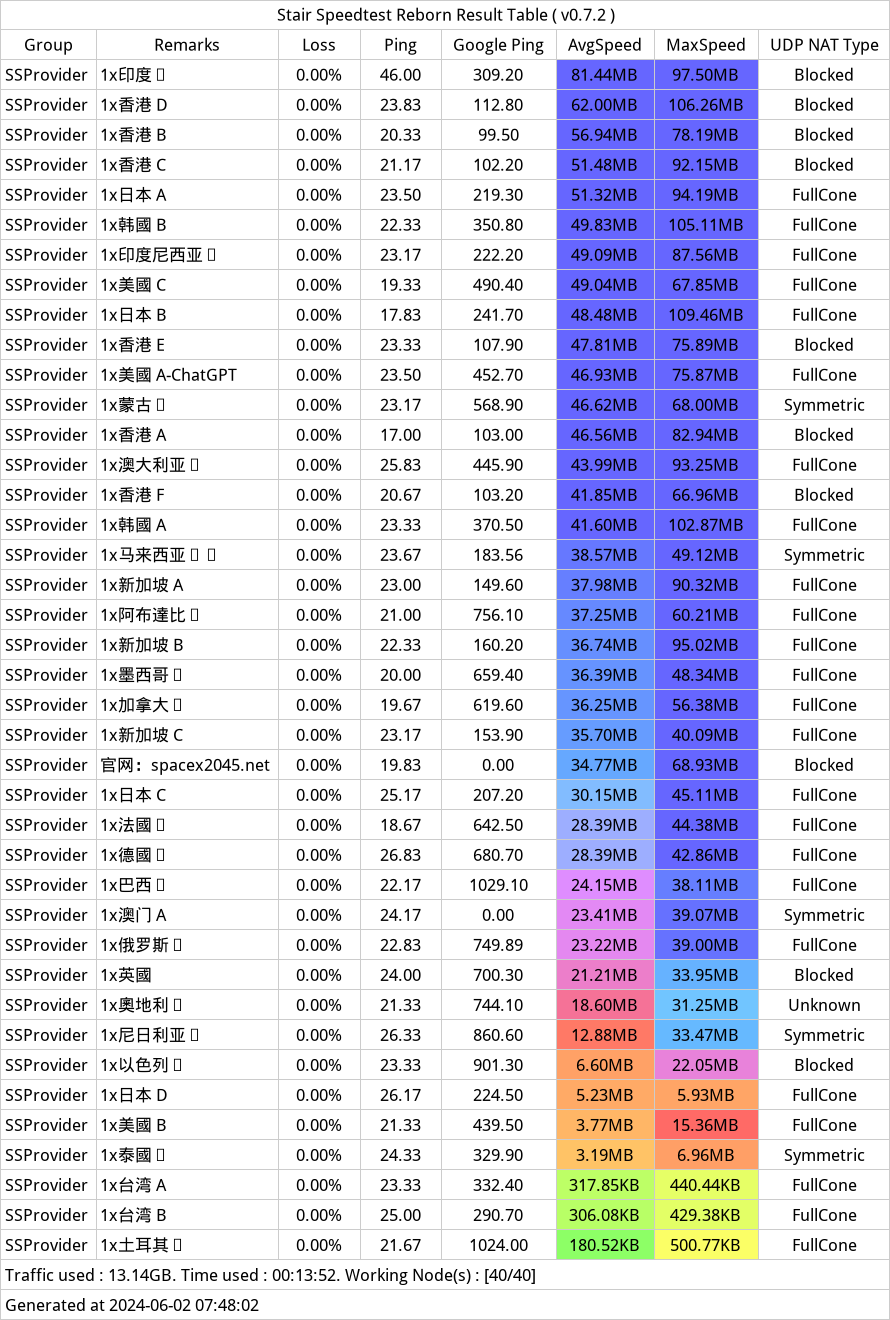 Stair Speedtest Reborn Result Table ( v0.7.2 )
Group Remarks Loss Ping Google Ping AvgSpeed MaxSpeed UDP NAT Type
SSProvider 1x印度 0.00% 46.00 309.20 81.44MB 97.50MB Blocked
SSProvider 1x香港 D 0.00% 23.83 112.80 62.00MB 106.26MB Blocked
SSProvider 1x香港 B 0.00% 20.33 99.50 56.94MB 78.19MB Blocked
SSProvider 1x香港 C 0.00% 21.17 102.20 51.48MB 92.15MB Blocked
SSProvider 1x日本 A 0.00% 23.50 219.30 51.32MB 94.19MB FullCone
SSProvider 1x韩國 B 0.00% 22.33 350.80 49.83MB 105.11MB FullCone
SSProvider 1x印度尼西亚 0.00% 23.17 222.20 49.09MB 87.56MB FullCone
SSProvider 1x美國 C 0.00% 19.33 490.40 49.04MB 67.85MB FullCone
SSProvider 1x日本 B 0.00% 17.83 241.70 48.48MB 109.46MB FullCone
SSProvider 1x香港 E 0.00% 23.33 107.90 47.81MB 75.89MB Blocked
SSProvider 1x美國 A-ChatGPT 0.00% 23.50 452.70 46.93MB 75.87MB FullCone
SSProvider 1x蒙古 0.00% 23.17 568.90 46.62MB 68.00MB Symmetric
SSProvider 1x香港 A 0.00% 17.00 103.00 46.56MB 82.94MB Blocked
SSProvider 1x澳大利亚 0.00% 25.83 445.90 43.99MB 93.25MB FullCone
SSProvider 1x香港 F 0.00% 20.67 103.20 41.85MB 66.96MB Blocked
SSProvider 1x韩國 A 0.00% 23.33 370.50 41.60MB 102.87MB FullCone
SSProvider 1x马来西亚 0.00% 23.67 183.56 38.57MB 49.12MB Symmetric
SSProvider 1x新加坡 A 0.00% 23.00 149.60 37.98MB 90.32MB FullCone
SSProvider 1x阿布達比 0.00% 21.00 756.10 37.25MB 60.21MB FullCone
SSProvider 1x新加坡 B 0.00% 22.33 160.20 36.74MB 95.02MB FullCone
SSProvider 1x墨西哥 0.00% 20.00 659.40 36.39MB 48.34MB FullCone
SSProvider 1x加拿大 0.00% 19.67 619.60 36.25MB 56.38MB FullCone
SSProvider 1x新加坡 C 0.00% 23.17 153.90 35.70MB 40.09MB FullCone
SSProvider 官网：spacex2045.net 0.00% 19.83 0.00 34.77MB 68.93MB Blocked
SSProvider 1x日本 C 0.00% 25.17 207.20 30.15MB 45.11MB FullCone
SSProvider 1x法國 0.00% 18.67 642.50 28.39MB 44.38MB FullCone
SSProvider 1x德國 0.00% 26.83 680.70 28.39MB 42.86MB FullCone
SSProvider 1x巴西 0.00% 22.17 1029.10 24.15MB 38.11MB FullCone
SSProvider 1x澳门 A 0.00% 24.17 0.00 23.41MB 39.07MB Symmetric
SSProvider 1x俄罗斯 0.00% 22.83 749.89 23.22MB 39.00MB FullCone
SSProvider 1x英國 0.00% 24.00 700.30 21.21MB 33.95MB Blocked
SSProvider 1x奧地利 0.00% 21.33 744.10 18.60MB 31.25MB Unknown
SSProvider 1x尼日利亚 0.00% 26.33 860.60 12.88MB 33.47MB Symmetric
SSProvider 1x以色列 0.00% 23.33 901.30 6.60MB 22.05MB Blocked
SSProvider 1x日本 D 0.00% 26.17 224.50 5.23MB 5.93MB FullCone
SSProvider 1x美國 B 0.00% 21.33 439.50 3.77MB 15.36MB FullCone
SSProvider 1x泰國 0.00% 24.33 329.90 3.19MB 6.96MB Symmetric
SSProvider 1x台湾 A 0.00% 23.33 332.40 317.85KB 440.44KB FullCone
SSProvider 1x台湾 B 0.00% 25.00 290.70 306.08KB 429.38KB FullCone
SSProvider 1x土耳其 0.00% 21.67 1024.00 180.52KB 500.77KB FullCone
Traffic used : 13.14GB. Time used : 00:13:52. Working Node(s) : [40/40]
Generated at 2024-06-02 07:48:02